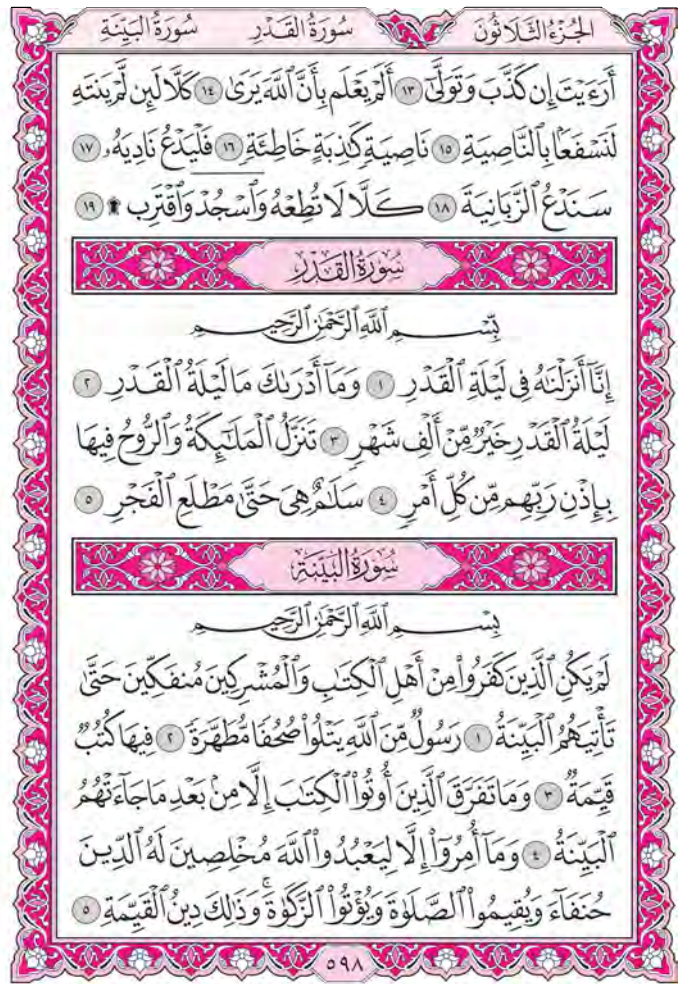 الجُزْءُ الثَّلَاثُونَ سُورَةُ القَدْرِ سُورَةُ البَيِّنَةِ
أَرَءَيْتَ إِن كَذَّبَ وَتَوَلَّىٰٓ ١٣ أَلَمْ يَعْلَم بِأَنَّ ٱللَّهَ يَرَىٰ ١٤ كَلَّا لَئِن لَّمْ يَنتَهِ
لَنَسْفَعًۢا بِٱلنَّاصِيَةِ ١٥ نَاصِيَةٍ كَٰذِبَةٍ خَاطِئَةٍ ١٦ فَلْيَدْعُ نَادِيَهُۥ ١٧
سَنَدْعُ ٱلزَّبَانِيَةَ ١٨ كَلَّا لَا تُطِعْهُ وَٱسْجُدْ وَٱقْتَرِب ۩ ١٩
سُورَةُ القَدْرِ
بِسْمِ ٱللَّهِ ٱلرَّحْمَٰنِ ٱلرَّحِيمِ
إِنَّآ أَنزَلْنَٰهُ فِى لَيْلَةِ ٱلْقَدْرِ ١ وَمَآ أَدْرَىٰكَ مَا لَيْلَةُ ٱلْقَدْرِ ٢
لَيْلَةُ ٱلْقَدْرِ خَيْرٌ مِّنْ أَلْفِ شَهْرٍ ٣ تَنَزَّلُ ٱلْمَلَٰٓئِكَةُ وَٱلرُّوحُ فِيهَا
بِإِذْنِ رَبِّهِم مِّن كُلِّ أَمْرٍ ٤ سَلَٰمٌ هِىَ حَتَّىٰ مَطْلَعِ ٱلْفَجْرِ ٥
سُورَةُ البَيِّنَةِ
بِسْمِ ٱللَّهِ ٱلرَّحْمَٰنِ ٱلرَّحِيمِ
لَمْ يَكُنِ ٱلَّذِينَ كَفَرُوا۟ مِنْ أَهْلِ ٱلْكِتَٰبِ وَٱلْمُشْرِكِينَ مُنفَكِّينَ حَتَّىٰ
تَأْتِيَهُمُ ٱلْبَيِّنَةُ ١ رَسُولٌ مِّنَ ٱللَّهِ يَتْلُوا۟ صُحُفًا مُّطَهَّرَةً ٢ فِيهَا كُتُبٌ
قَيِّمَةٌ ٣ وَمَا تَفَرَّقَ ٱلَّذِينَ أُوتُوا۟ ٱلْكِتَٰبَ إِلَّا مِنۢ بَعْدِ مَا جَآءَتْهُمُ
ٱلْبَيِّنَةُ ٤ وَمَآ أُمِرُوٓا۟ إِلَّا لِيَعْبُدُوا۟ ٱللَّهَ مُخْلِصِينَ لَهُ ٱلدِّينَ
حُنَفَآءَ وَيُقِيمُوا۟ ٱلصَّلَوٰةَ وَيُؤْتُوا۟ ٱلزَّكَوٰةَ ۚ وَذَٰلِكَ دِينُ ٱلْقَيِّمَةِ ٥
٥٩٨